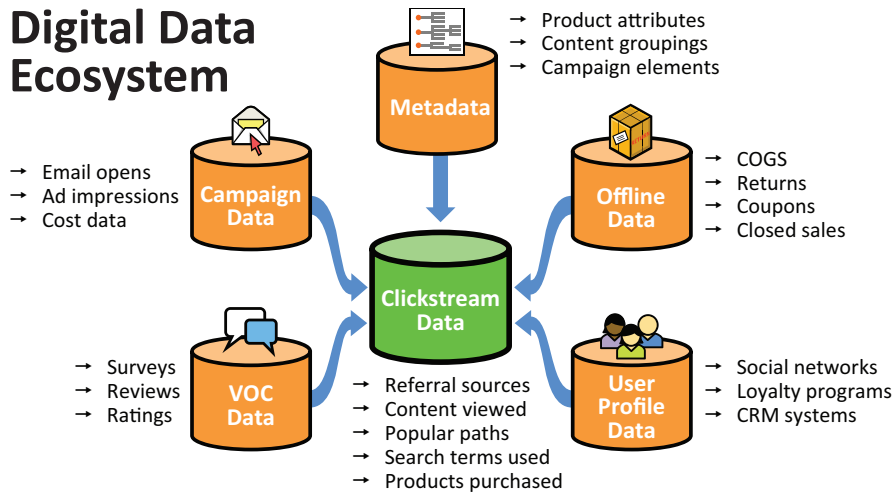 Digital Data
Ecosystem
Metadata
→ Product attributes
→ Content groupings
→ Campaign elements
Campaign
Data
→ Email opens
→ Ad impressions
→ Cost data
Offline
Data
→ COGS
→ Returns
→ Coupons
→ Closed sales
Clickstream
Data
→ Referral sources
→ Content viewed
→ Popular paths
→ Search terms used
→ Products purchased
VOC
Data
→ Surveys
→ Reviews
→ Ratings
User
Profile
Data
→ Social networks
→ Loyalty programs
→ CRM systems